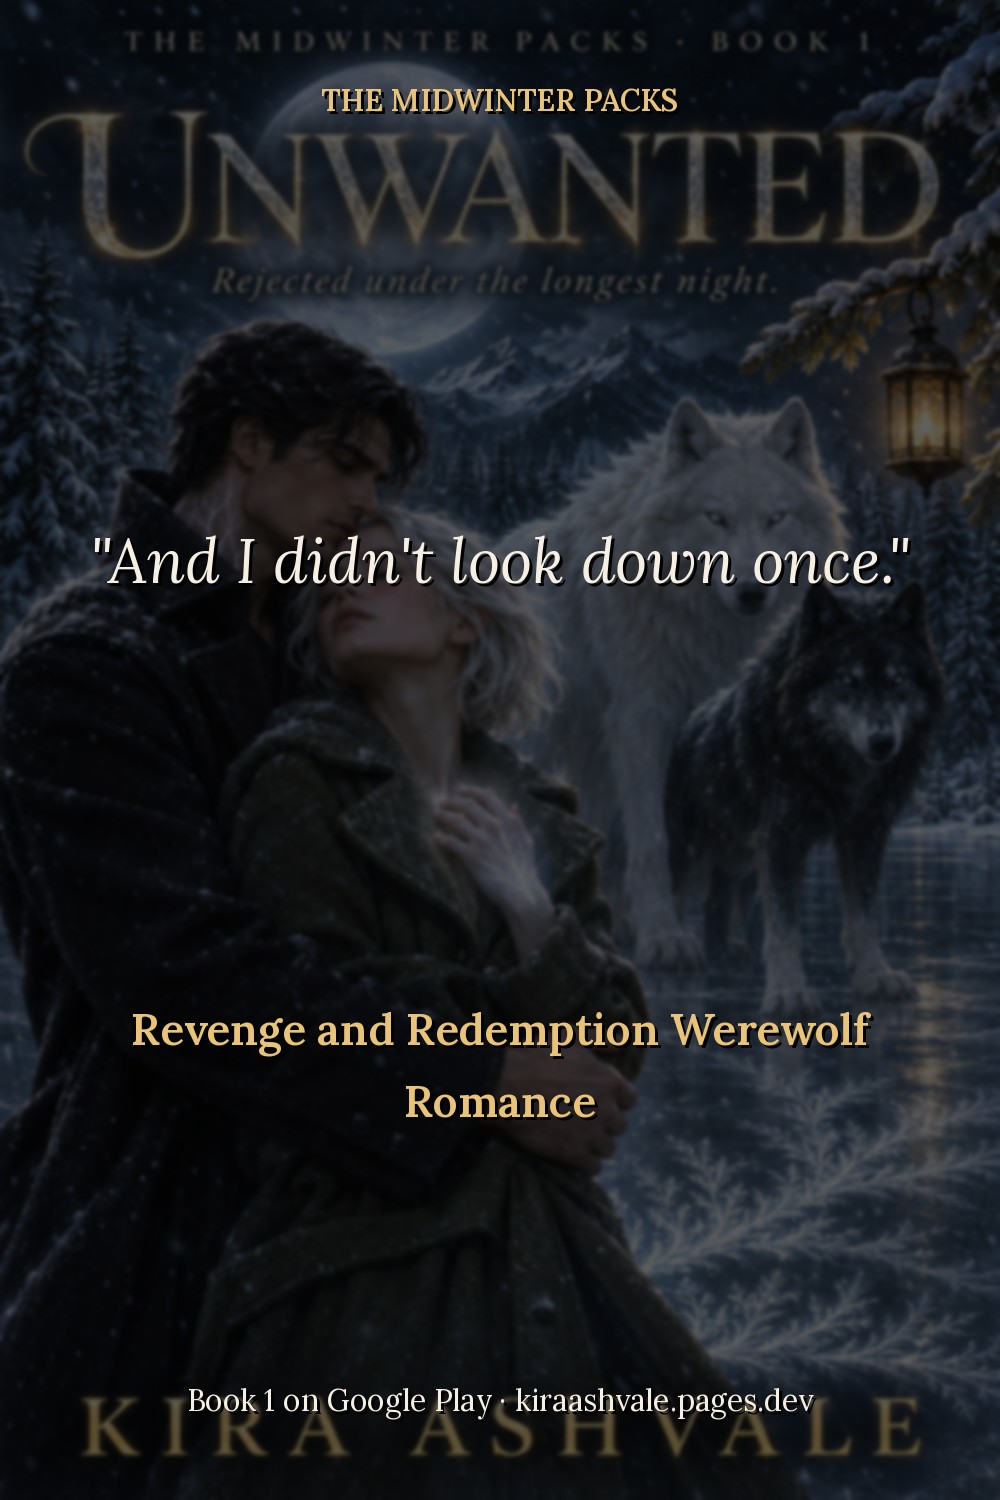 THE MIDWINTER PACKS · BOOK 1
THE MIDWINTER PACKS
UNWANTED
Rejected under the longest night.
"And I didn't look down once."
Revenge and Redemption Werewolf
Romance
Book 1 on Google Play · kiraashvale.pages.dev
KIRA ASHVALE